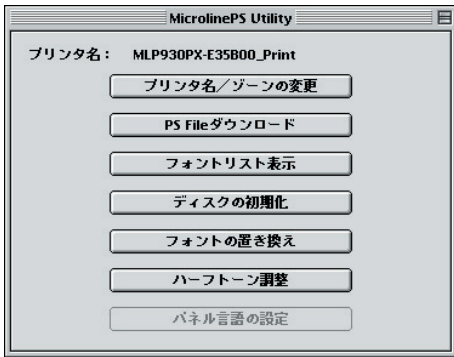 MicrolinePS Utility
プリンタ名： MLP930PX-E35B00_Print
プリンタ名／ゾーンの変更
PS Fileダウンロード
フォントリスト表示
ディスクの初期化
フォントの置き換え
ハーフトーン調整
パネル言語の設定